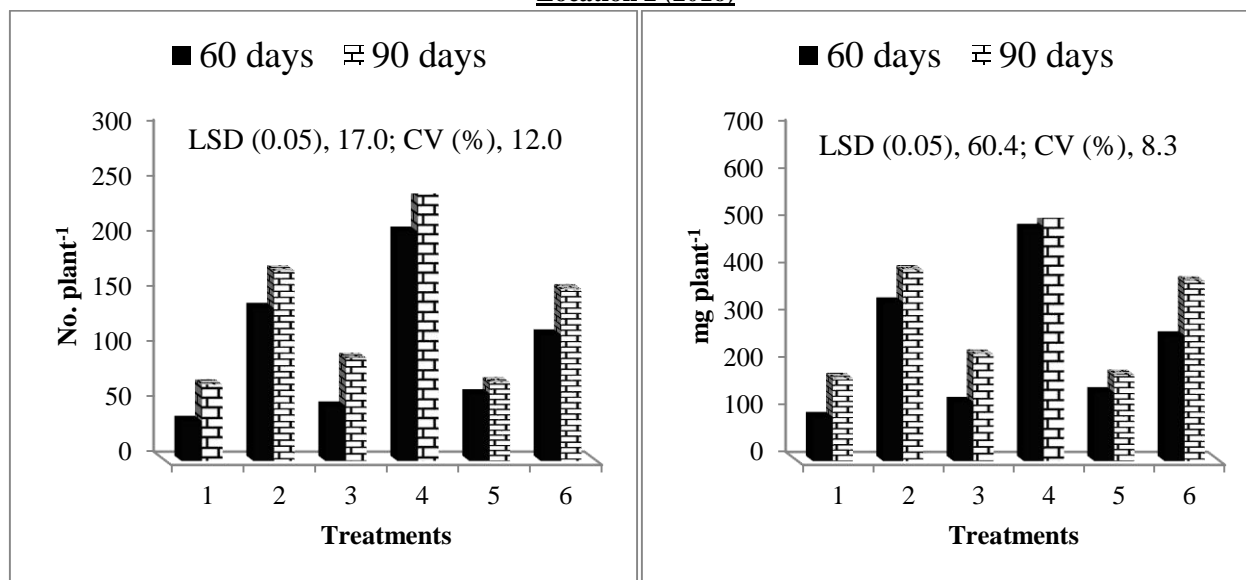 60 days 90 days
LSD (0.05), 17.0; CV (%), 12.0
No. plant⁻¹
300
250
200
150
100
50
0
1 2 3 4 5 6
Treatments
60 days 90 days
LSD (0.05), 60.4; CV (%), 8.3
mg plant⁻¹
700
600
500
400
300
200
100
0
1 2 3 4 5 6
Treatments